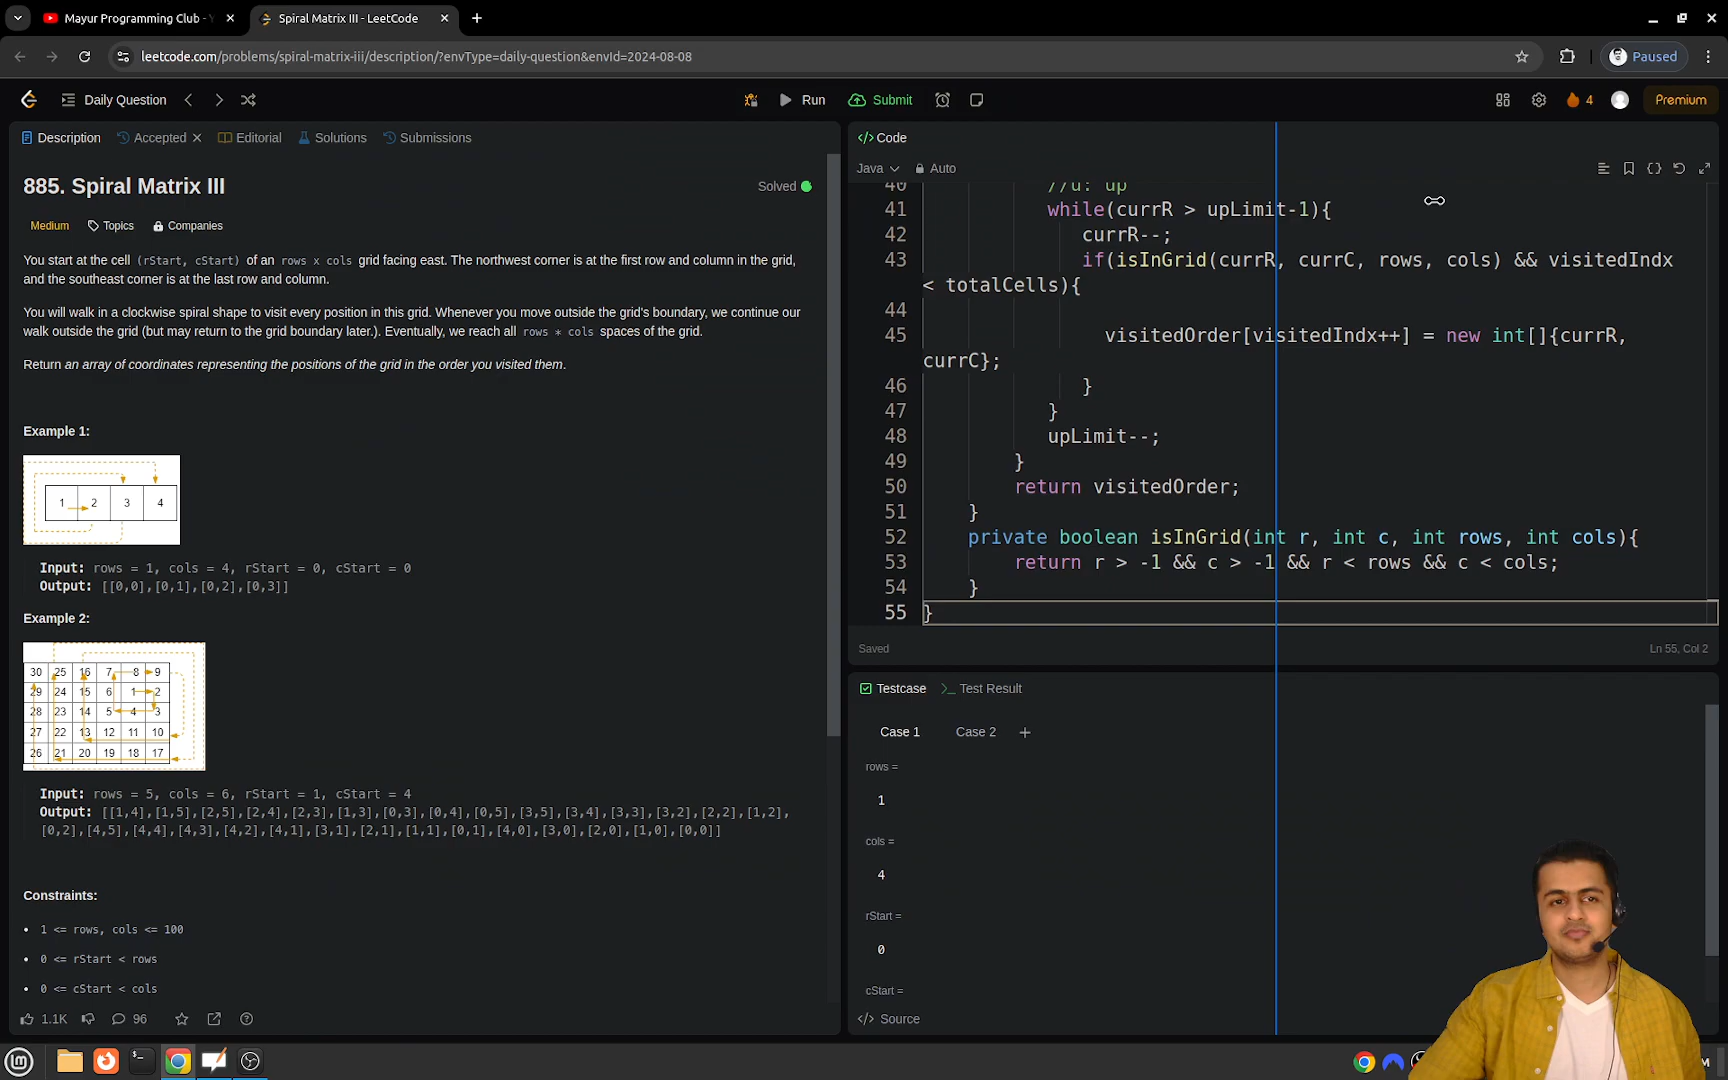 Mayur Programming Club - Y
Spiral Matrix III - LeetCode
leetcode.com/problems/spiral-matrix-iii/description/?envType=daily-question&envId=2024-08-08
Paused
Daily Question
Run
Submit
4
Premium
Description
Accepted
Editorial
Solutions
Submissions
885. Spiral Matrix III
Solved
Medium
Topics
Companies
You start at the cell (rStart, cStart) of an rows x cols grid facing east. The northwest corner is at the first row and column in the grid,
and the southeast corner is at the last row and column.
You will walk in a clockwise spiral shape to visit every position in this grid. Whenever you move outside the grid's boundary, we continue our
walk outside the grid (but may return to the grid boundary later.). Eventually, we reach all rows * cols spaces of the grid.
Return an array of coordinates representing the positions of the grid in the order you visited them.
Example 1:
1 2 3 4
Input: rows = 1, cols = 4, rStart = 0, cStart = 0
Output: [[0,0],[0,1],[0,2],[0,3]]
Example 2:
30 25 16 7 8 9
29 24 15 6 1 2
28 23 14 5 4 3
27 22 13 12 11 10
26 21 20 19 18 17
Input: rows = 5, cols = 6, rStart = 1, cStart = 4
Output: [[1,4],[1,5],[2,5],[2,4],[2,3],[1,3],[0,3],[0,4],[0,5],[3,5],[3,4],[3,3],[3,2],[2,2],[1,2],
[0,2],[4,5],[4,4],[4,3],[4,2],[4,1],[3,1],[2,1],[1,1],[0,1],[4,0],[3,0],[2,0],[1,0],[0,0]]
Constraints:
• 1 <= rows, cols <= 100
• 0 <= rStart < rows
• 0 <= cStart < cols
1.1K
96
Code
Java
Auto
40 //u: up
41 while(currR > upLimit-1){
42 currR--;
43 if(isInGrid(currR, currC, rows, cols) && visitedIndx
< totalCells){
44
45 visitedOrder[visitedIndx++] = new int[]{currR,
currC};
46 }
47 }
48 upLimit--;
49 }
50 return visitedOrder;
51 }
52 private boolean isInGrid(int r, int c, int rows, int cols){
53 return r > -1 && c > -1 && r < rows && c < cols;
54 }
55 }
Saved
Ln 55, Col 2
Testcase
Test Result
Case 1
Case 2
rows =
1
cols =
4
rStart =
0
cStart =
Source